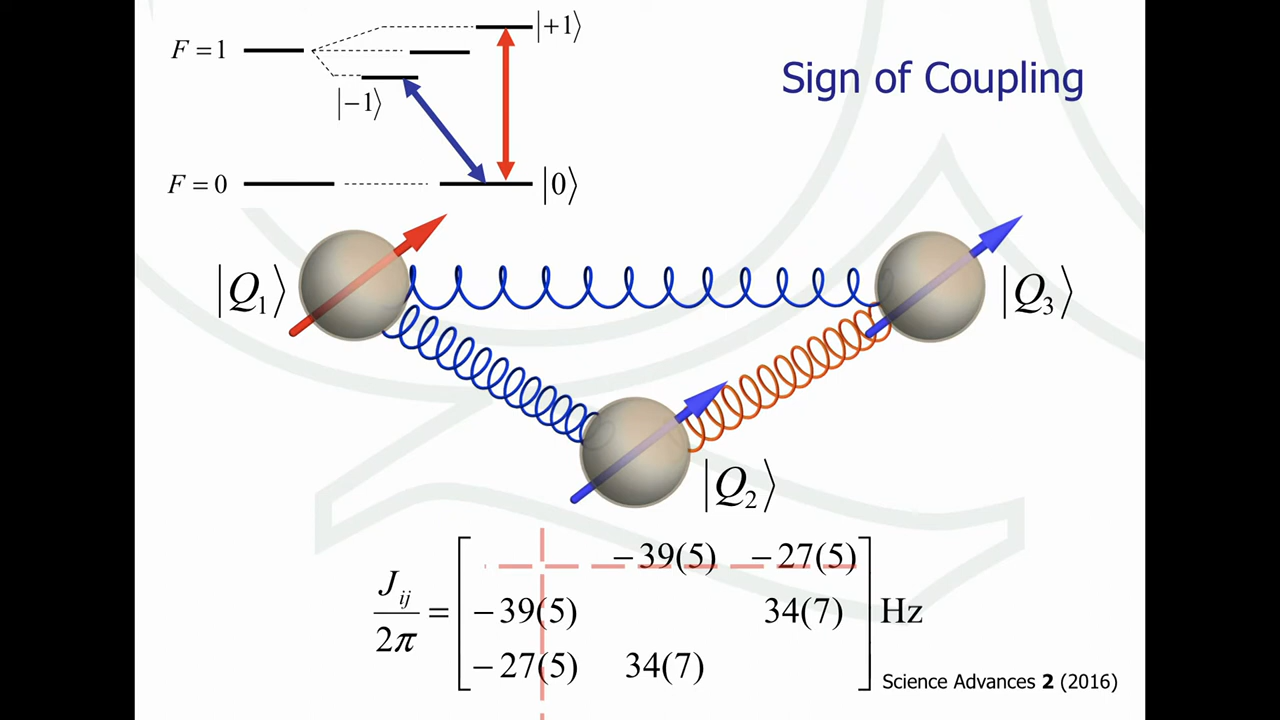 Sign of Coupling
F = 1
|+1⟩
|−1⟩
F = 0
|0⟩
|Q₁⟩
|Q₃⟩
|Q₂⟩
Jᵢⱼ/2π = [ −39(5) −27(5)
−39(5) 34(7)
−27(5) 34(7) ] Hz
Science Advances 2 (2016)